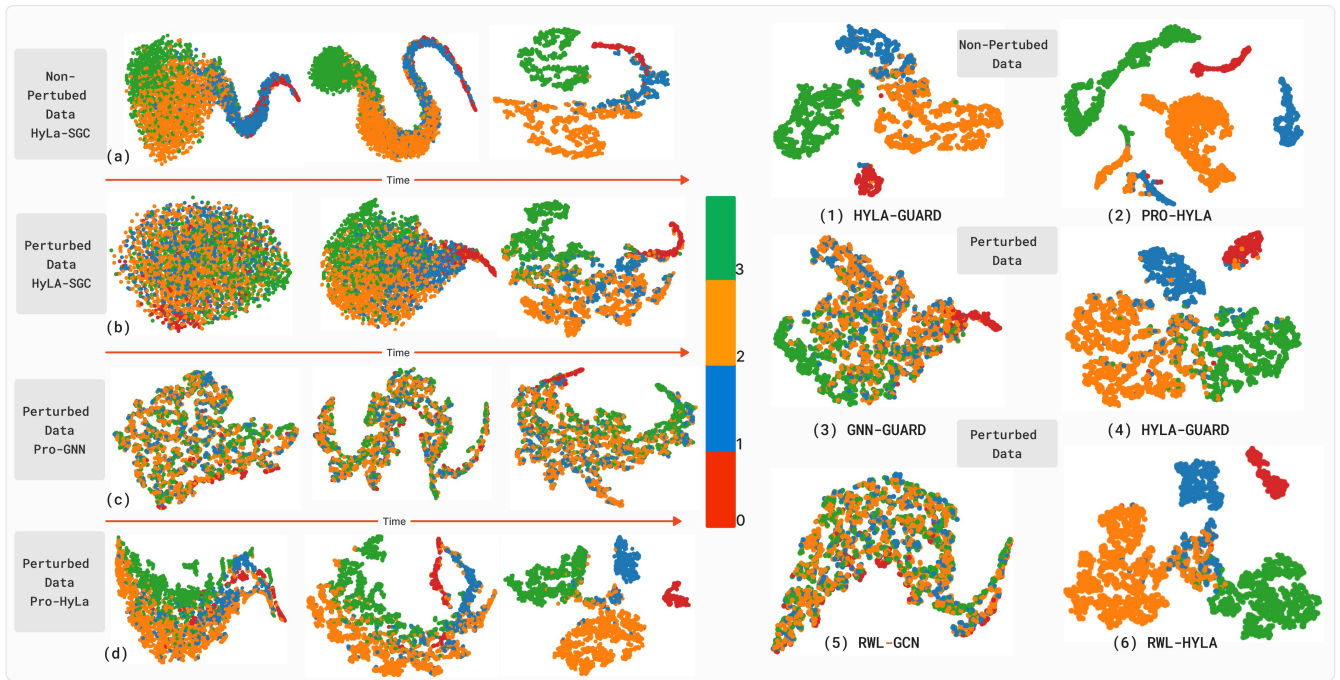 Non-
Pertubed
Data
HyLa-SGC
(a)
Time
Perturbed
Data
HyLA-SGC
(b)
Time
Perturbed
Data
Pro-GNN
(c)
Time
Perturbed
Data
Pro-HyLa
(d)
3
2
1
0
Non-Pertubed
Data
(1) HYLA-GUARD
(2) PRO-HYLA
Perturbed
Data
(3) GNN-GUARD
(4) HYLA-GUARD
Perturbed
Data
(5) RWL-GCN
(6) RWL-HYLA